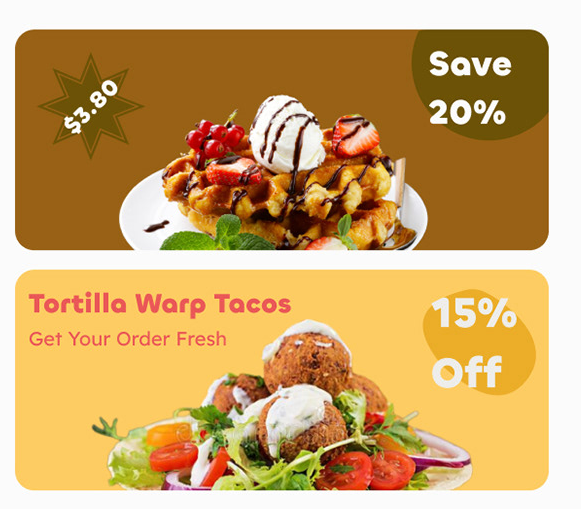 $3.80
Save
20%
Tortilla Warp Tacos
Get Your Order Fresh
15%
Off